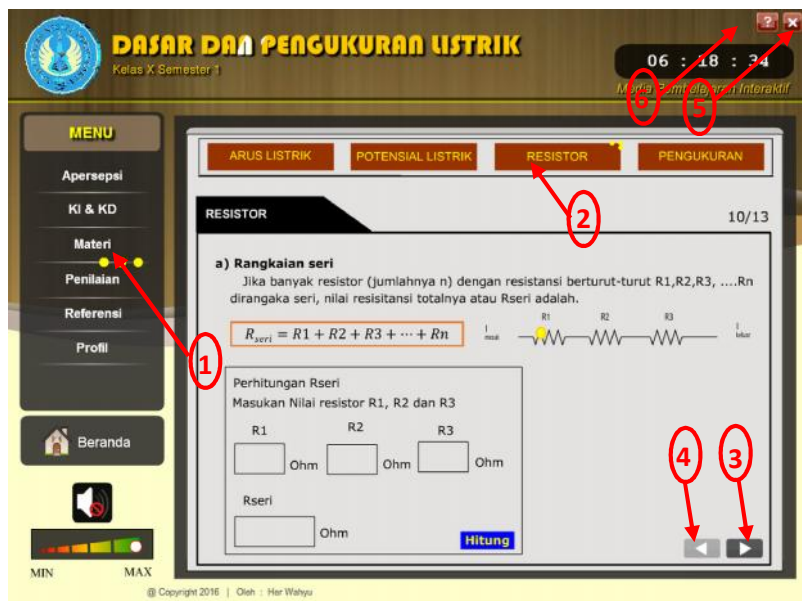 DASAR DAN PENGUKURAN LISTRIK
Kelas X Semester 1
?
X
06 : 18 : 34
Media Pembelajaran Interaktif
6
5
MENU
Apersepsi
KI & KD
Materi
Penilaian
Referensi
Profil
1
Beranda
MIN MAX
ARUS LISTRIK POTENSIAL LISTRIK RESISTOR PENGUKURAN
2
RESISTOR
10/13
a) Rangkaian seri
Jika banyak resistor (jumlahnya n) dengan resistansi berturut-turut R1,R2,R3, ....Rn
dirangaka seri, nilai resisitansi totalnya atau Rseri adalah.
Rseri = R1 + R2 + R3 + ⋯ + Rn
I masuk
R1 R2 R3
I keluar
Perhitungan Rseri
Masukan Nilai resistor R1, R2 dan R3
R1 R2 R3
Ohm Ohm Ohm
Rseri
Ohm
Hitung
4
3
@ Copyright 2016 | Oleh : Her Wahyu